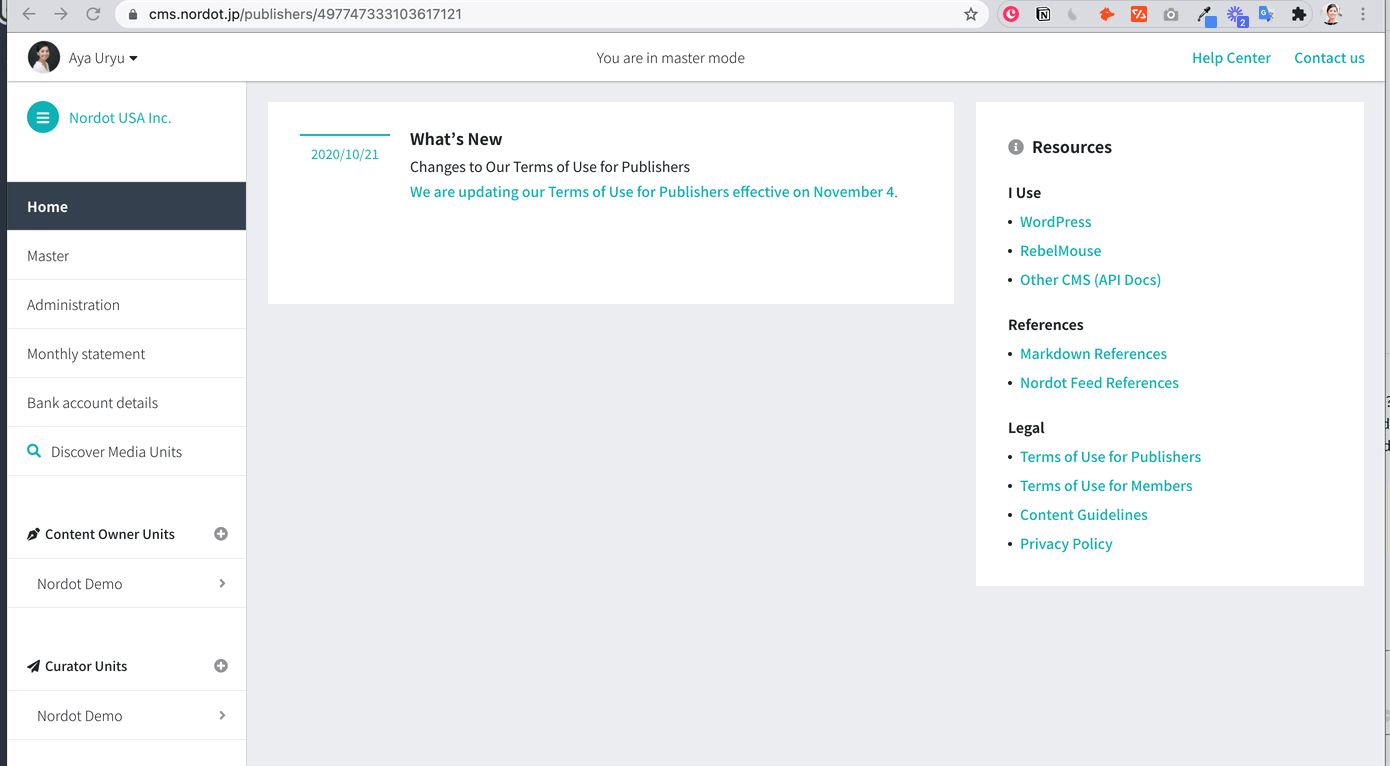 cms.nordot.jp/publishers/497747333103617121
2
Aya Uryu
You are in master mode
Help Center
Contact us
Nordot USA Inc.
Home
Master
Administration
Monthly statement
Bank account details
Discover Media Units
Content Owner Units
Nordot Demo
Curator Units
Nordot Demo
2020/10/21
What's New
Changes to Our Terms of Use for Publishers
We are updating our Terms of Use for Publishers effective on November 4.
Resources
I Use
• WordPress
• RebelMouse
• Other CMS (API Docs)
References
• Markdown References
• Nordot Feed References
Legal
• Terms of Use for Publishers
• Terms of Use for Members
• Content Guidelines
• Privacy Policy